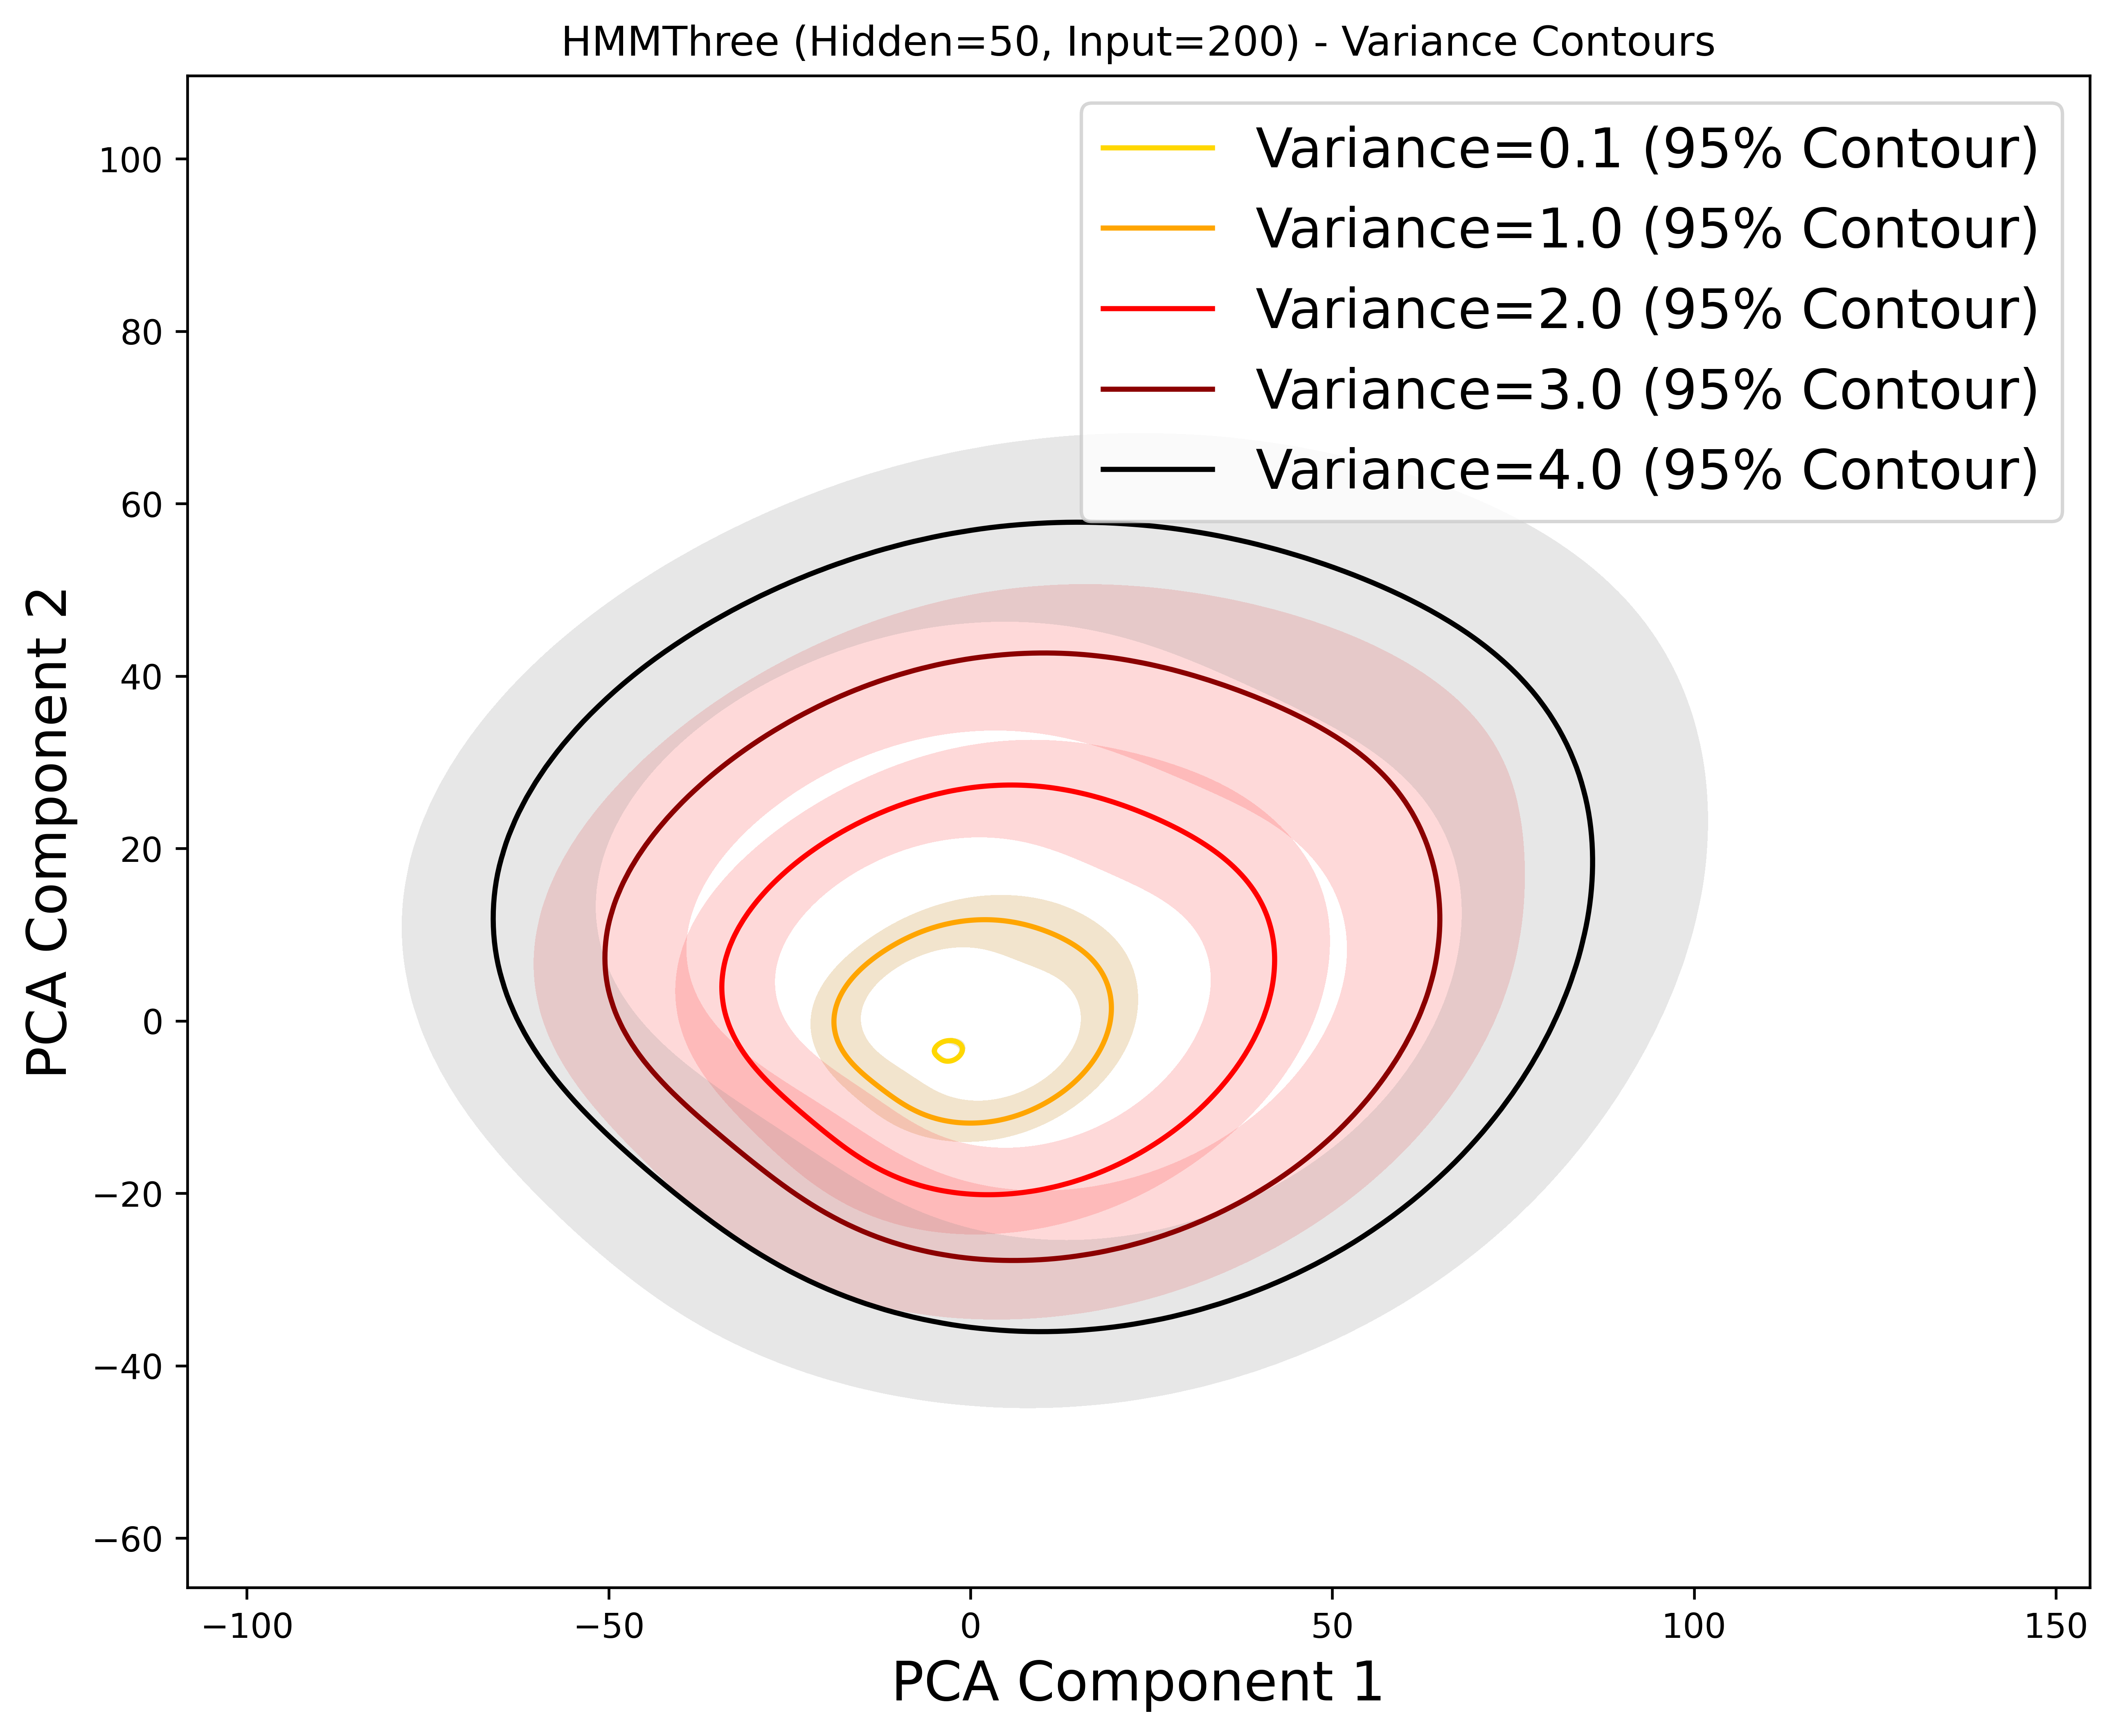 HMMThree (Hidden=50, Input=200) - Variance Contours
Variance=0.1 (95% Contour)
Variance=1.0 (95% Contour)
Variance=2.0 (95% Contour)
Variance=3.0 (95% Contour)
Variance=4.0 (95% Contour)
PCA Component 2
100
80
60
40
20
0
−20
−40
−60
−100
−50
0
50
100
150
PCA Component 1